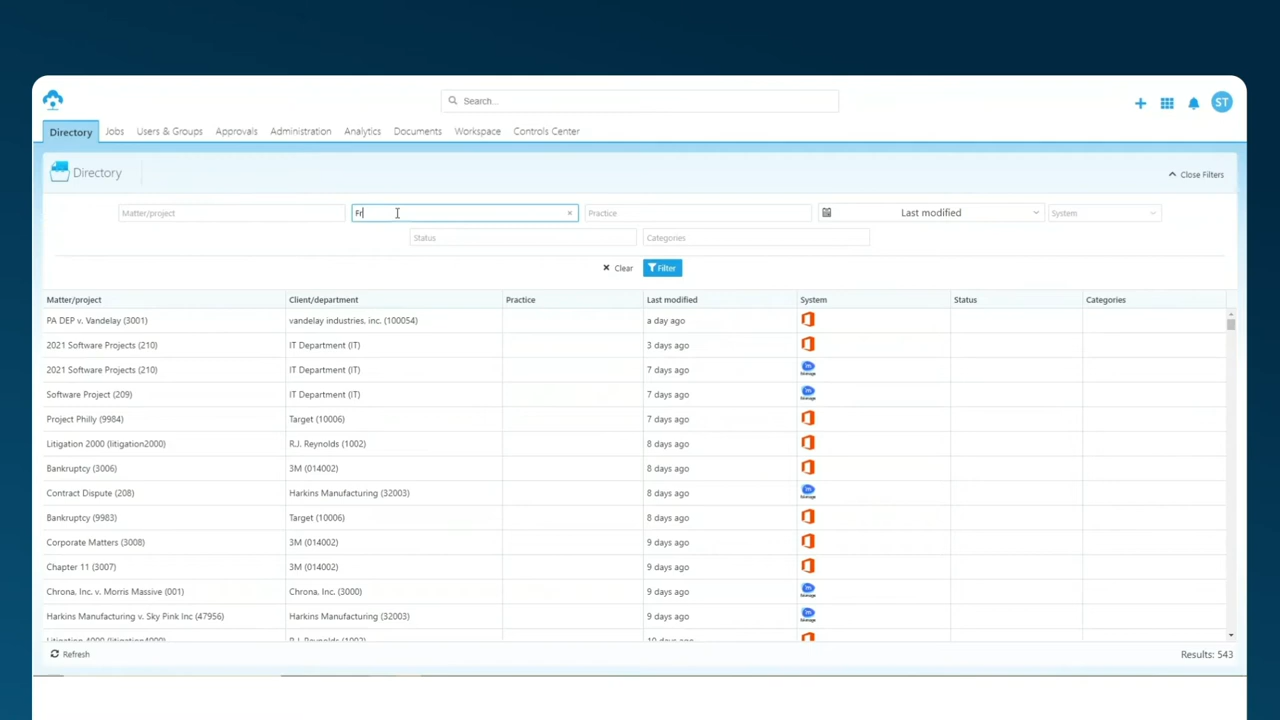 Search...
ST
Directory Jobs Users & Groups Approvals Administration Analytics Documents Workspace Controls Center
Directory
Close Filters
Matter/project Fr Practice Last modified System
Status Categories
Clear Filter
Matter/project Client/department Practice Last modified System Status Categories
PA DEP v. Vandelay (3001) vandelay industries, inc. (100054) a day ago
2021 Software Projects (210) IT Department (IT) 3 days ago
2021 Software Projects (210) IT Department (IT) 7 days ago
Software Project (209) IT Department (IT) 7 days ago
Project Philly (9984) Target (10006) 7 days ago
Litigation 2000 (litigation2000) R.J. Reynolds (1002) 8 days ago
Bankruptcy (3006) 3M (014002) 8 days ago
Contract Dispute (208) Harkins Manufacturing (32003) 8 days ago
Bankruptcy (9983) Target (10006) 8 days ago
Corporate Matters (3008) 3M (014002) 9 days ago
Chapter 11 (3007) 3M (014002) 9 days ago
Chrona, Inc. v. Morris Massive (001) Chrona, Inc. (3000) 9 days ago
Harkins Manufacturing v. Sky Pink Inc (47956) Harkins Manufacturing (32003) 9 days ago
Litigation 4000 (litigation4000) R.J. Reynolds (1002) 10 days ago
Refresh Results: 543